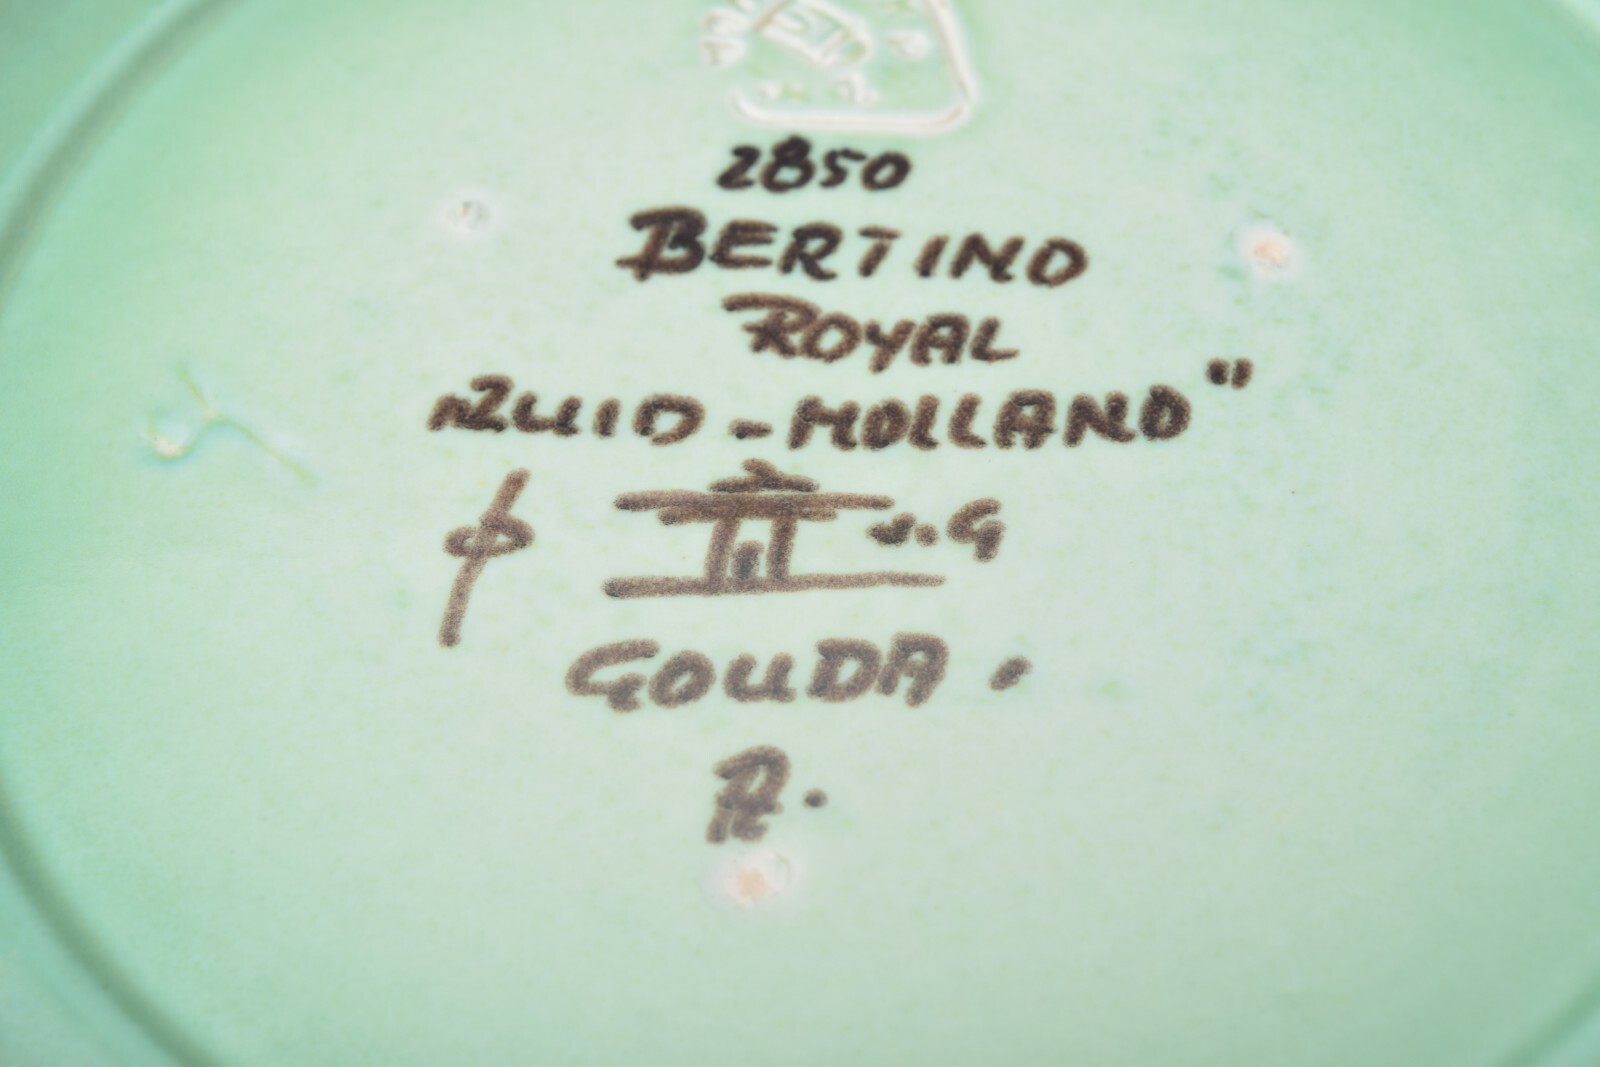 2850
BERTINO
ROYAL
„ZUID-HOLLAND"
v.G
GOUDA.
R.